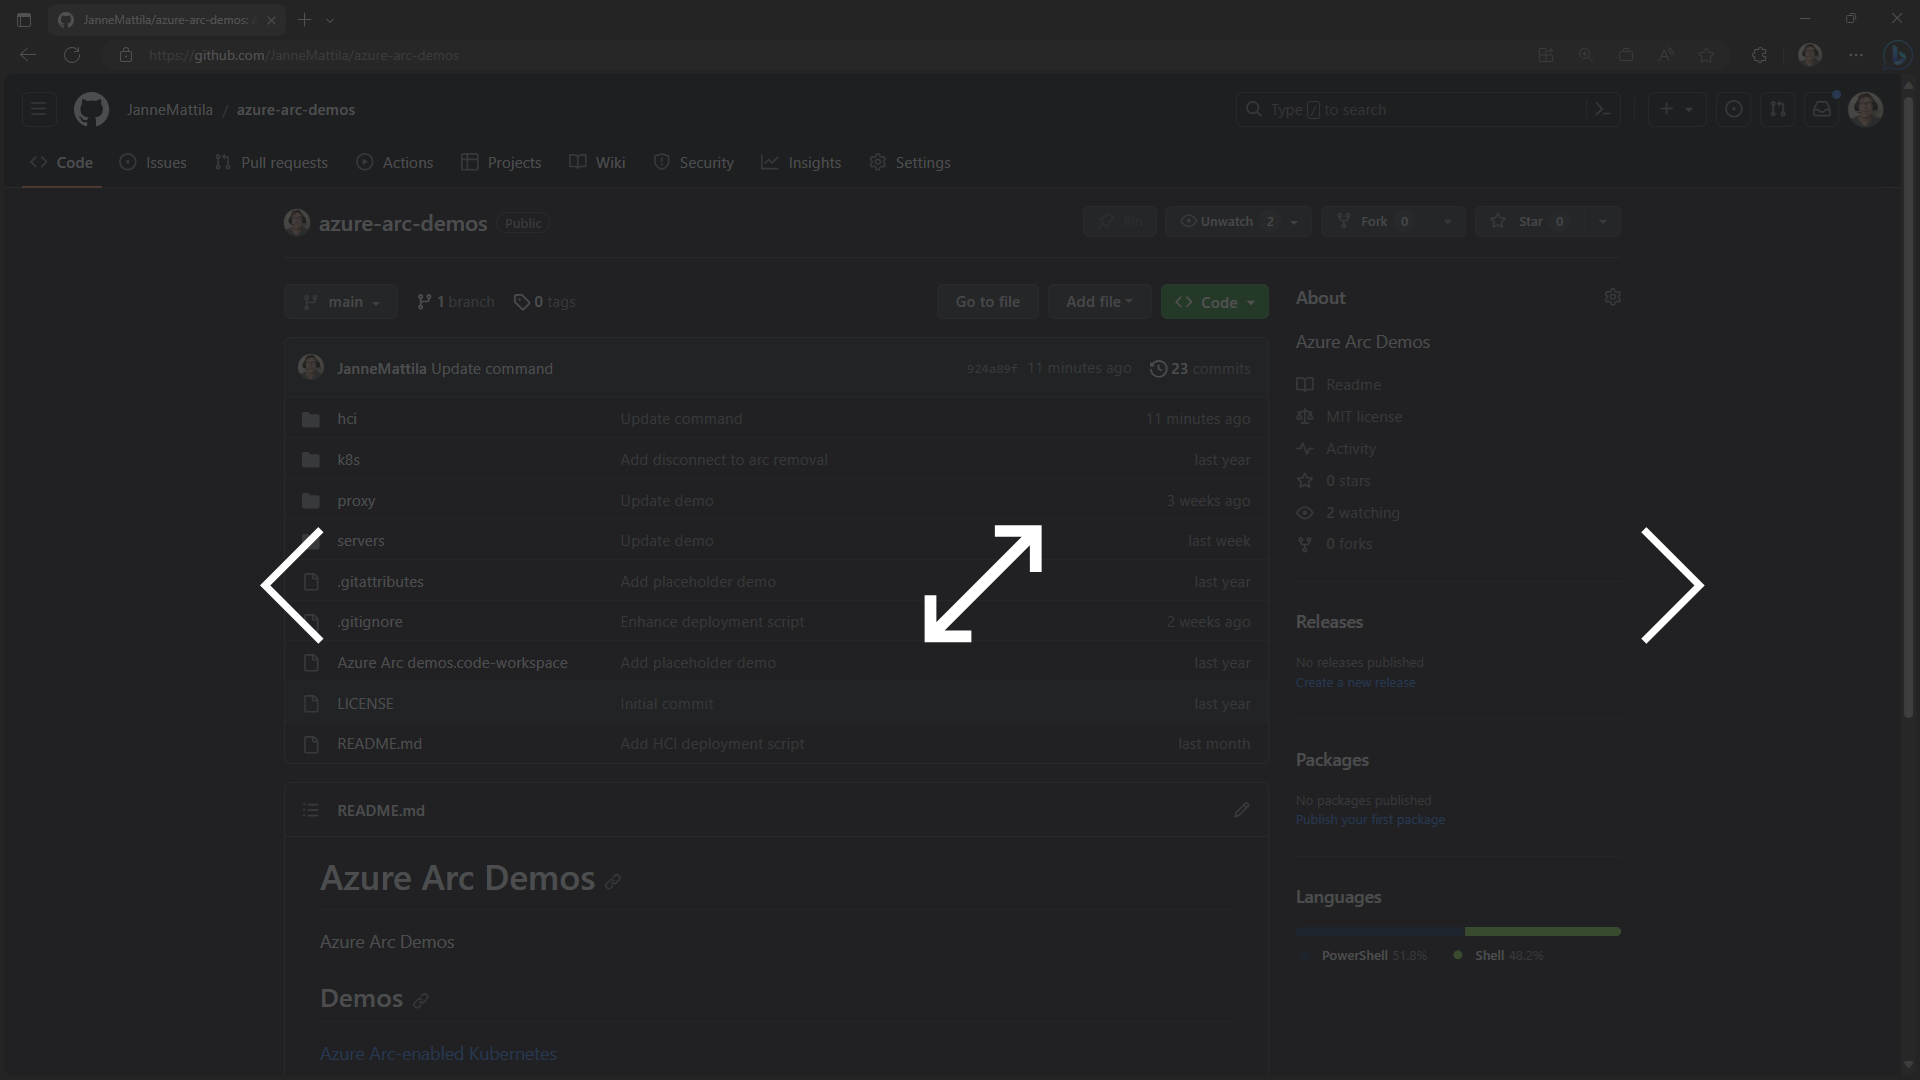 JanneMattila/azure-arc-demos:
https://github.com/JanneMattila/azure-arc-demos
JanneMattila / azure-arc-demos
Type / to search
Code Issues Pull requests Actions Projects Wiki Security Insights Settings
azure-arc-demos Public
Pin Unwatch 2 Fork 0 Star 0
main 1 branch 0 tags
Go to file Add file Code
About
Azure Arc Demos
JanneMattila Update command 924a89f 11 minutes ago 23 commits
hci Update command 11 minutes ago
k8s Add disconnect to arc removal last year
proxy Update demo 3 weeks ago
servers Update demo last week
.gitattributes Add placeholder demo last year
.gitignore Enhance deployment script 2 weeks ago
Azure Arc demos.code-workspace Add placeholder demo last year
LICENSE Initial commit last year
README.md Add HCI deployment script last month
Readme
MIT license
Activity
0 stars
2 watching
0 forks
Releases
No releases published
Create a new release
Packages
No packages published
Publish your first package
Languages
PowerShell 51.8% Shell 48.2%
README.md
Azure Arc Demos
Azure Arc Demos
Demos
Azure Arc-enabled Kubernetes